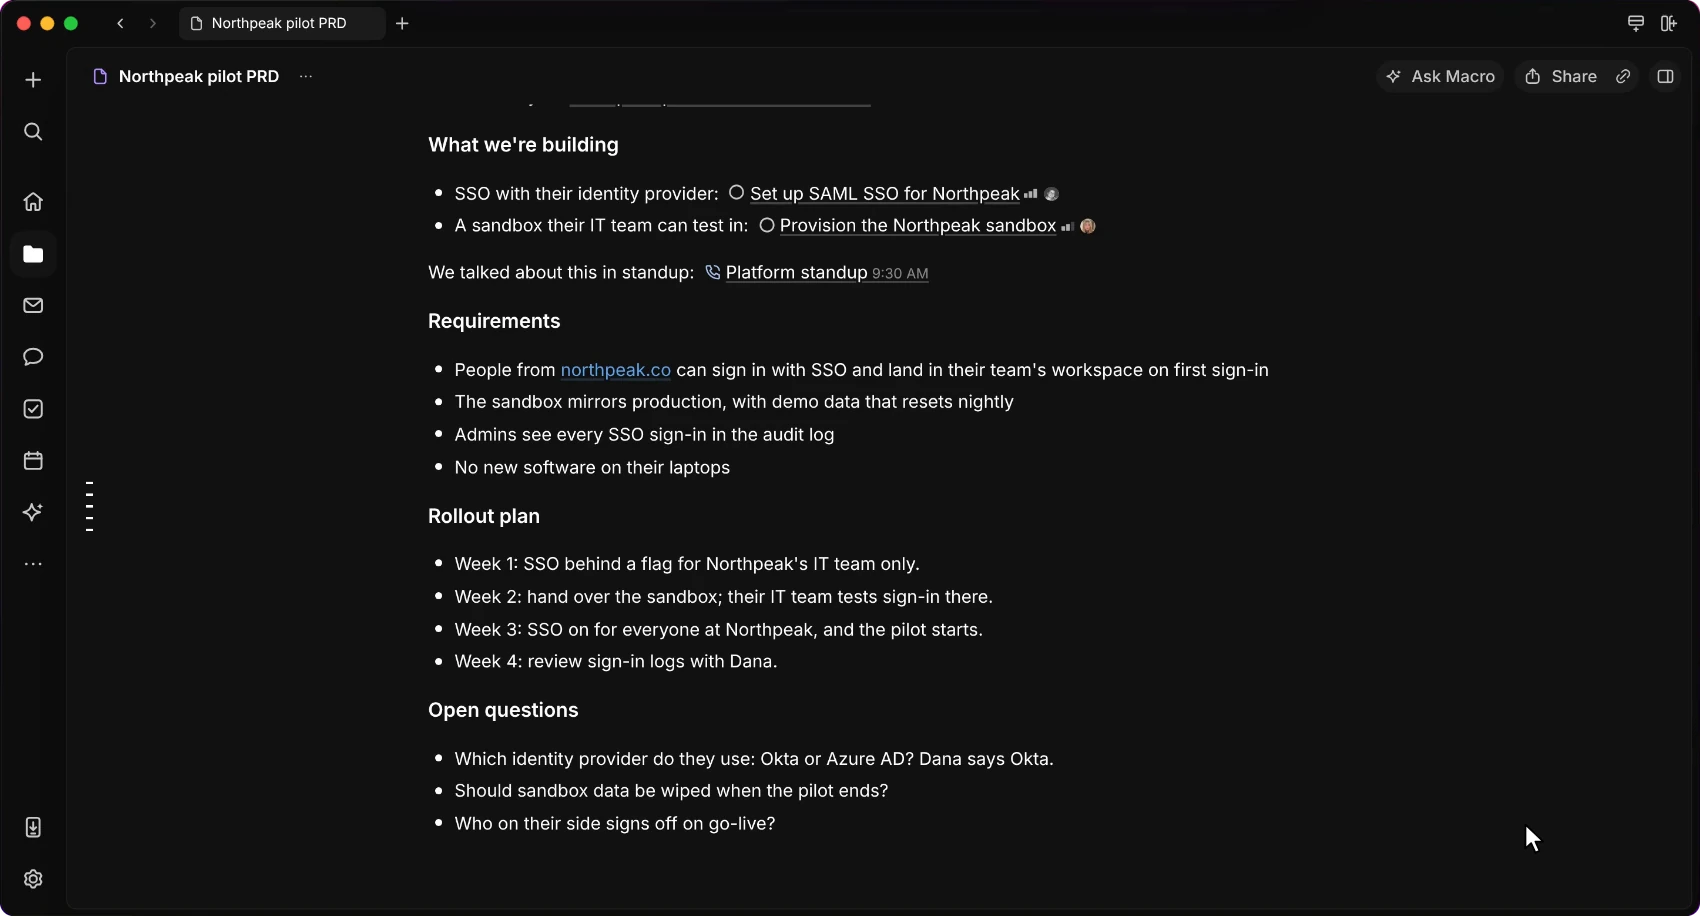 Northpeak pilot PRD
Northpeak pilot PRD
Ask Macro
Share
What we're building
SSO with their identity provider: Set up SAML SSO for Northpeak
A sandbox their IT team can test in: Provision the Northpeak sandbox
We talked about this in standup: Platform standup 9:30 AM
Requirements
People from northpeak.co can sign in with SSO and land in their team's workspace on first sign-in
The sandbox mirrors production, with demo data that resets nightly
Admins see every SSO sign-in in the audit log
No new software on their laptops
Rollout plan
Week 1: SSO behind a flag for Northpeak's IT team only.
Week 2: hand over the sandbox; their IT team tests sign-in there.
Week 3: SSO on for everyone at Northpeak, and the pilot starts.
Week 4: review sign-in logs with Dana.
Open questions
Which identity provider do they use: Okta or Azure AD? Dana says Okta.
Should sandbox data be wiped when the pilot ends?
Who on their side signs off on go-live?